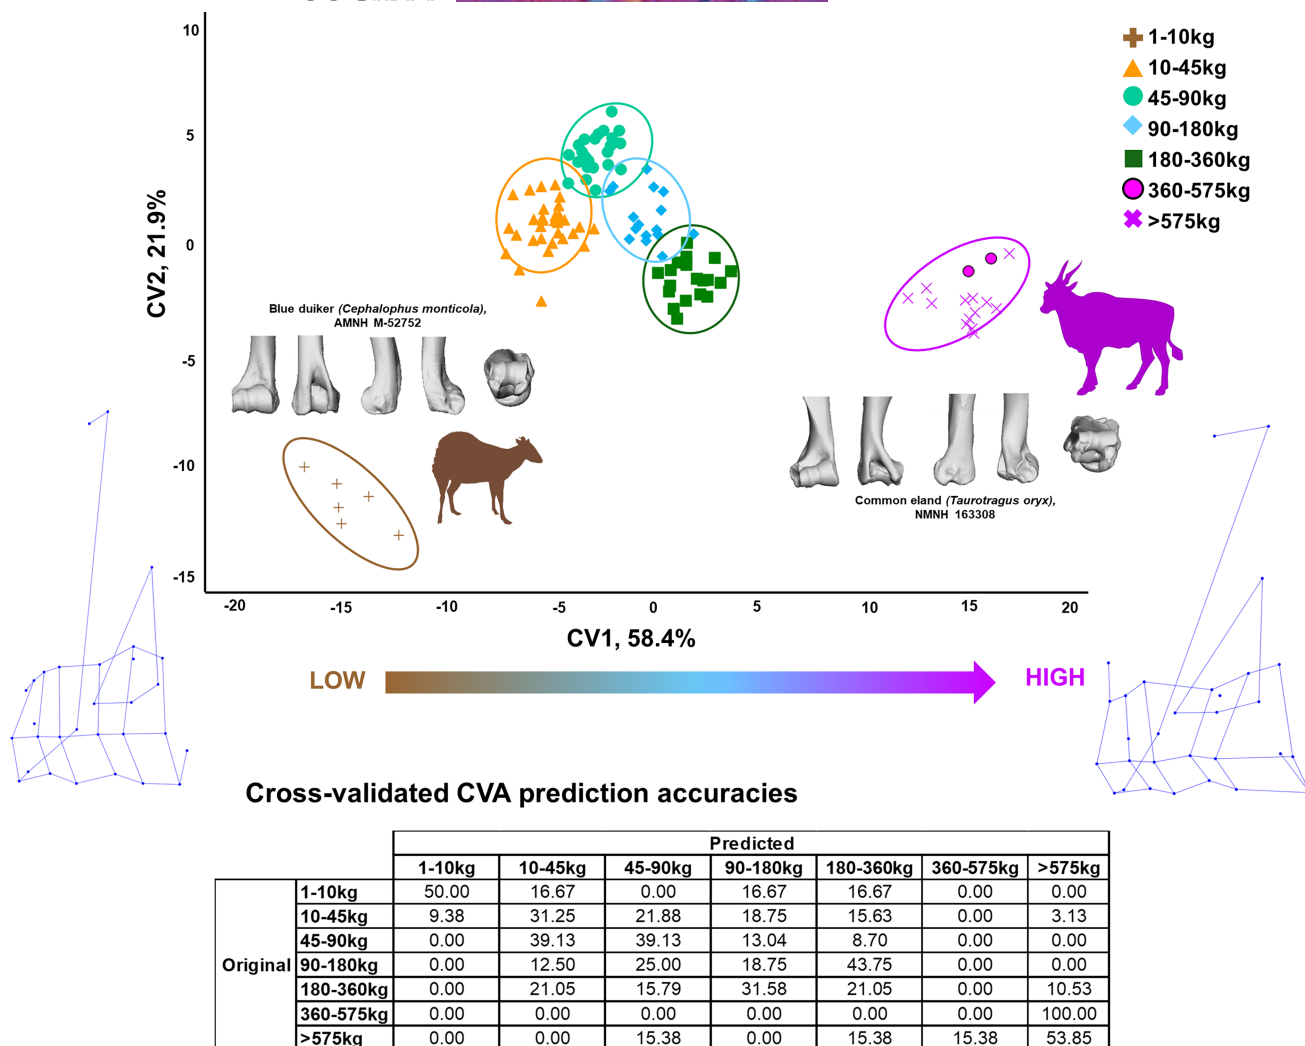 10
5
0
-5
-10
-15
CV2, 21.9%
1-10kg
10-45kg
45-90kg
90-180kg
180-360kg
360-575kg
>575kg
Blue duiker (Cephalophus monticola),
AMNH M-52752
Common eland (Taurotragus oryx),
NMNH 163308
-20 -15 -10 -5 0 5 10 15 20
CV1, 58.4%
LOW HIGH
Cross-validated CVA prediction accuracies
Predicted
1-10kg 10-45kg 45-90kg 90-180kg 180-360kg 360-575kg >575kg
Original
1-10kg 50.00 16.67 0.00 16.67 16.67 0.00 0.00
10-45kg 9.38 31.25 21.88 18.75 15.63 0.00 3.13
45-90kg 0.00 39.13 39.13 13.04 8.70 0.00 0.00
90-180kg 0.00 12.50 25.00 18.75 43.75 0.00 0.00
180-360kg 0.00 21.05 15.79 31.58 21.05 0.00 10.53
360-575kg 0.00 0.00 0.00 0.00 0.00 0.00 100.00
>575kg 0.00 0.00 15.38 0.00 15.38 15.38 53.85